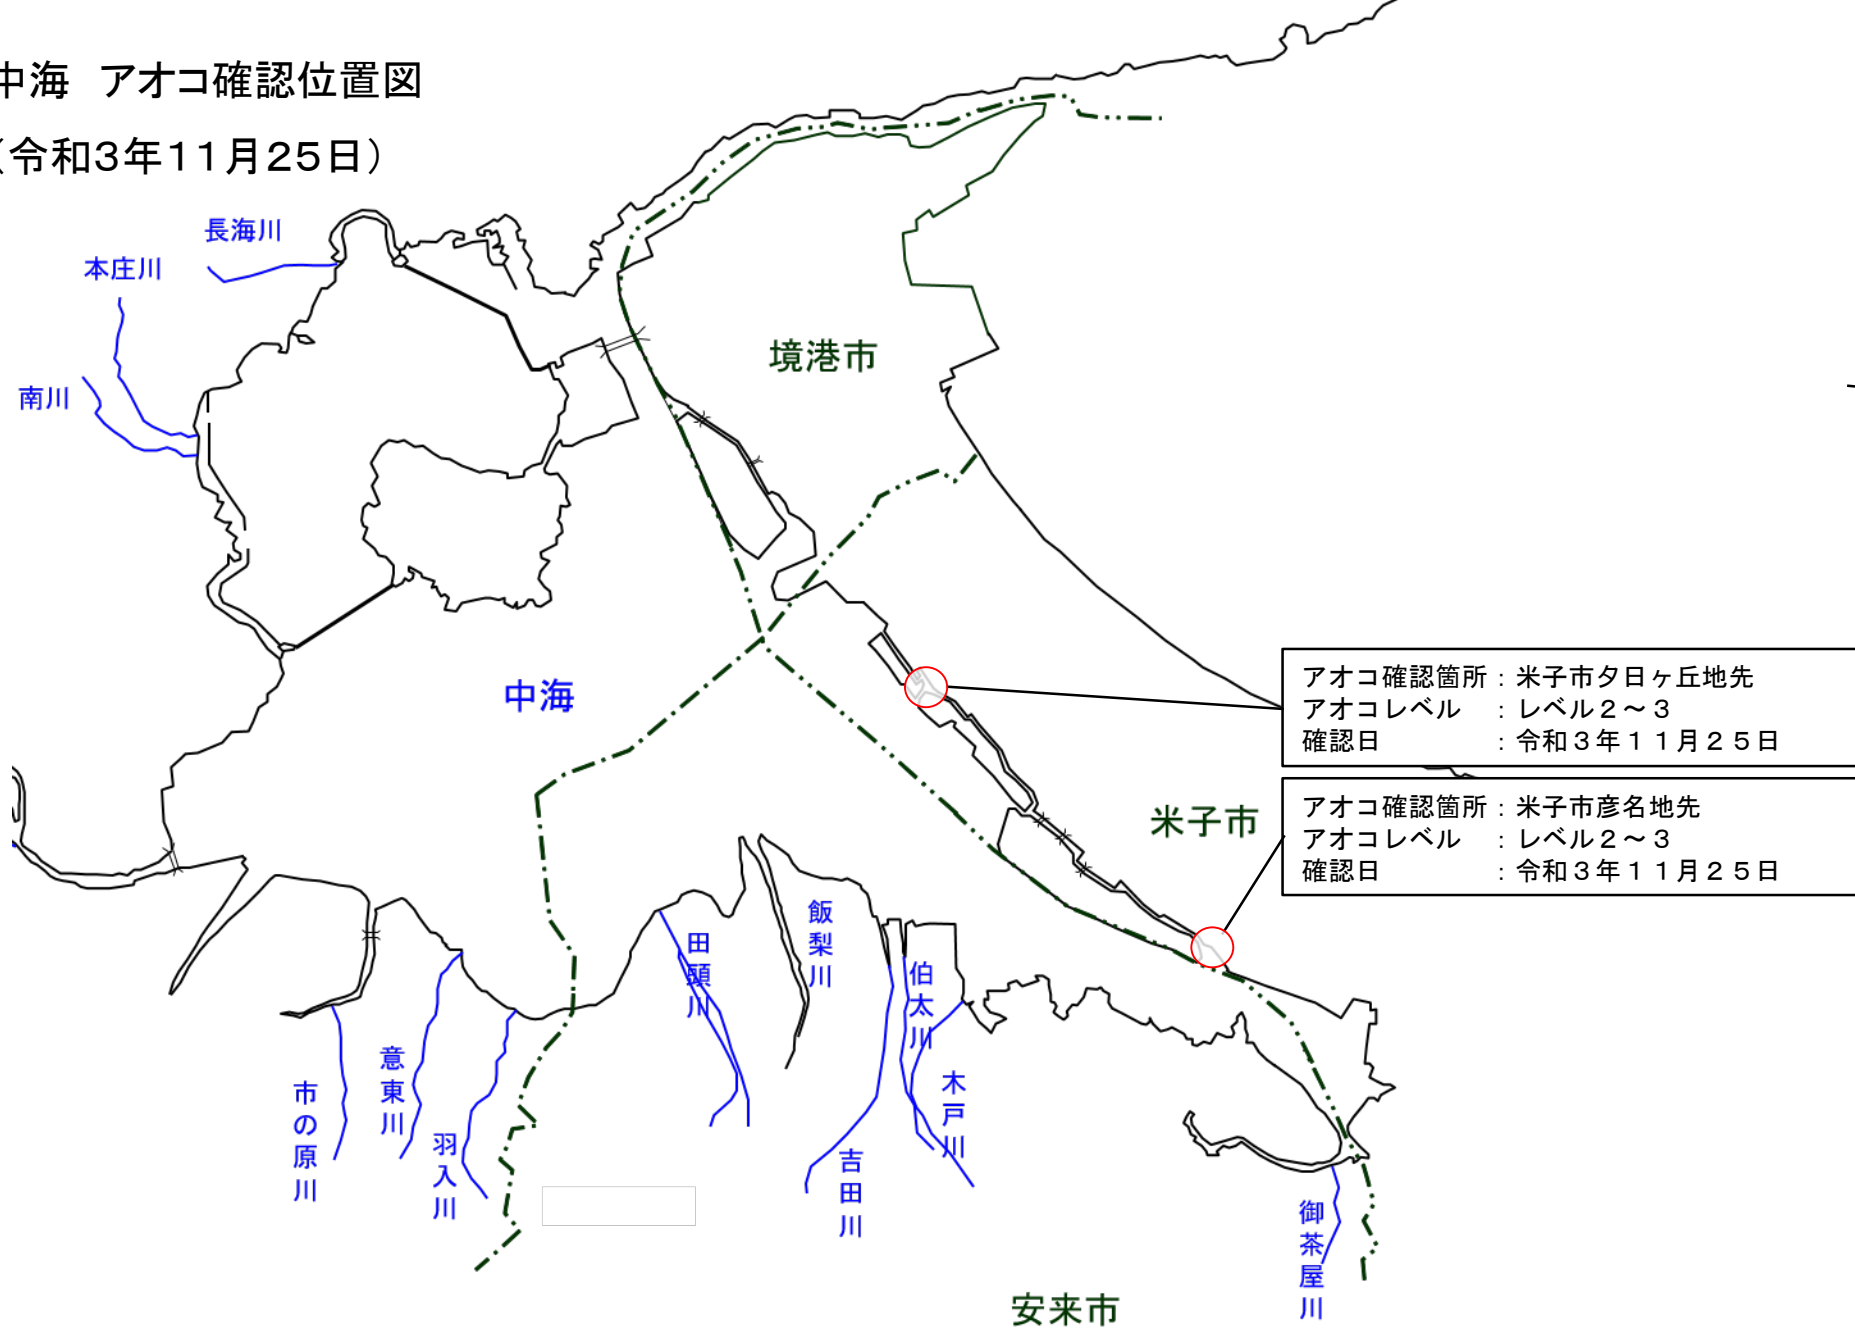 中海 アオコ確認位置図
（令和3年11月25日）
長海川
本庄川
南川
境港市
中海
アオコ確認箇所：米子市夕日ヶ丘地先
アオコレベル ：レベル２～３
確認日 ：令和３年１１月２５日
米子市
アオコ確認箇所：米子市彦名地先
アオコレベル ：レベル２～３
確認日 ：令和３年１１月２５日
飯梨川
田頭川
伯太川
意東川
木戸川
市の原川
羽入川
吉田川
御茶屋川
安来市